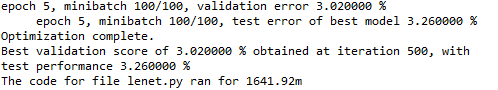 epoch 5, minibatch 100/100, validation error 3.020000 %
epoch 5, minibatch 100/100, test error of best model 3.260000 %
Optimization complete.
Best validation score of 3.020000 % obtained at iteration 500, with
test performance 3.260000 %
The code for file lenet.py ran for 1641.92m